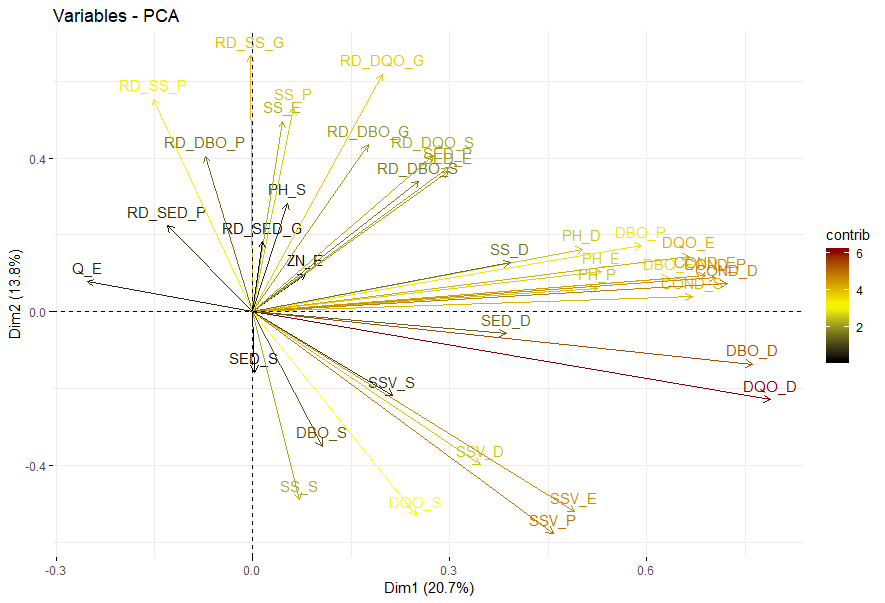 Variables - PCA
RD_SS_G
RD_DQO_G
RD_SS_P
SS_P
SS_E
RD_DBO_G
RD_DBO_P
RD_DQO_S
SED_P
SED_E
RD_DBO_S
PH_S
RD_SED_P
RD_SED_G
PH_D
DBO_P
SS_D
DQO_E
ZN_E
PH_E
Q_E
COND_D
PH_P
COND_S
SED_D
SED_S
DBO_D
SSV_S
DQO_D
DBO_S
SSV_D
SS_S
DQO_S
SSV_E
SSV_P
0.4
0.0
-0.4
-0.3
0.0
0.3
0.6
Dim1 (20.7%)
Dim2 (13.8%)
contrib
6
4
2